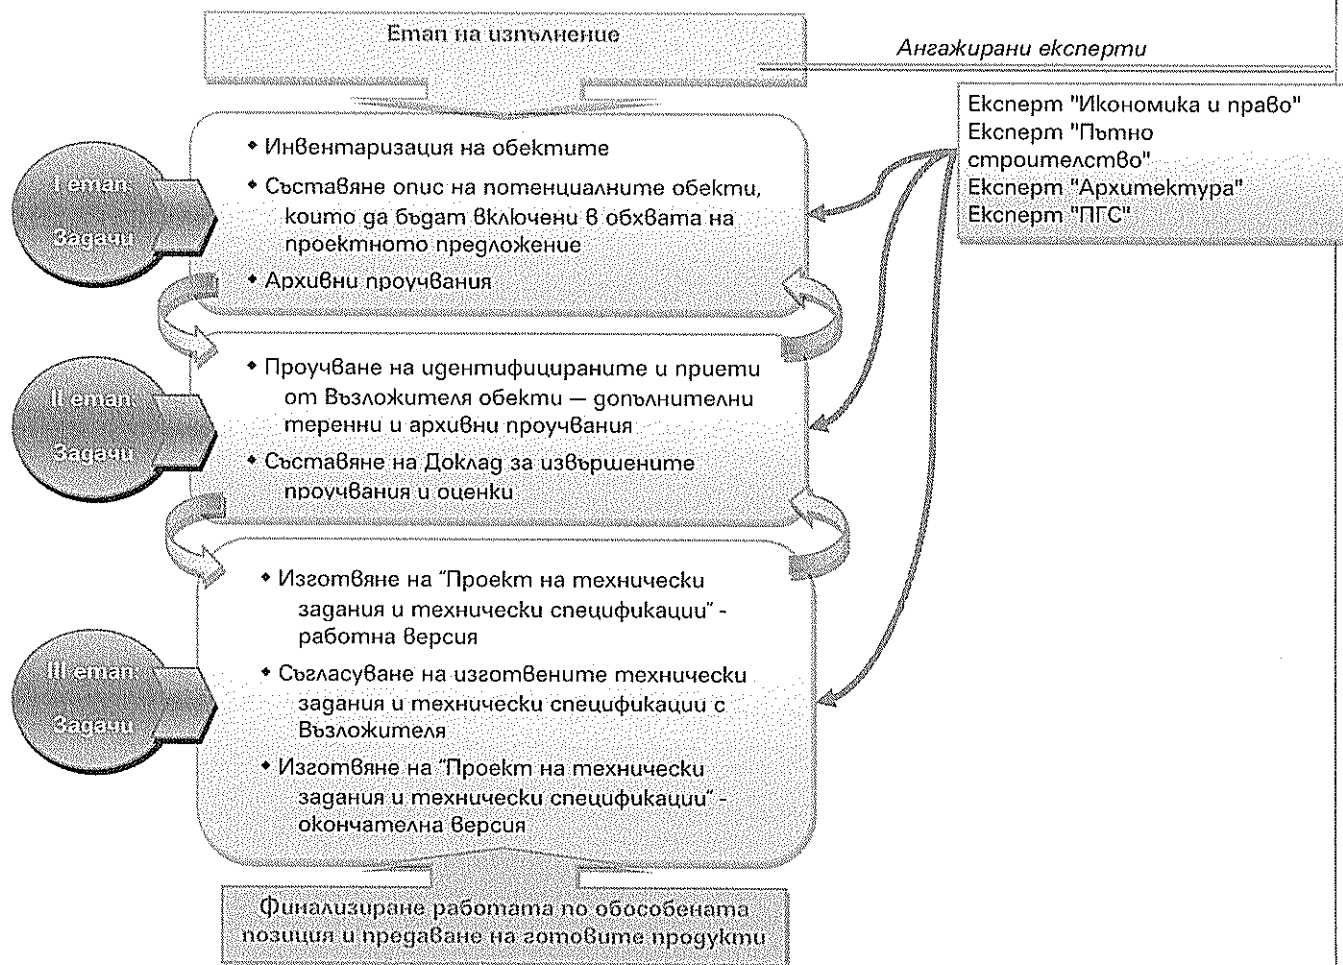 Етап на изпълнение
Ангажирани експерти
Експерт "Икономика и право"
Експерт "Пътно
строителство"
Експерт "Архитектура"
Експерт "ПГС"
I етап
Задачи
• Инвентаризация на обектите
• Съставяне опис на потенциалните обекти,
които да бъдат включени в обхвата на
проектното предложение
• Архивни проучвания
II етап
Задачи
• Проучване на идентифицираните и приети
от Възложителя обекти – допълнителни
теренни и архивни проучвания
• Съставяне на Доклад за извършените
проучвания и оценки
III етап
Задачи
• Изготвяне на "Проект на технически
задания и технически спецификации" -
работна версия
• Съгласуване на изготвените технически
задания и технически спецификации с
Възложителя
• Изготвяне на "Проект на технически
задания и технически спецификации" -
окончателна версия
Финализиране работата по обособената
позиция и предаване на готовите продукти